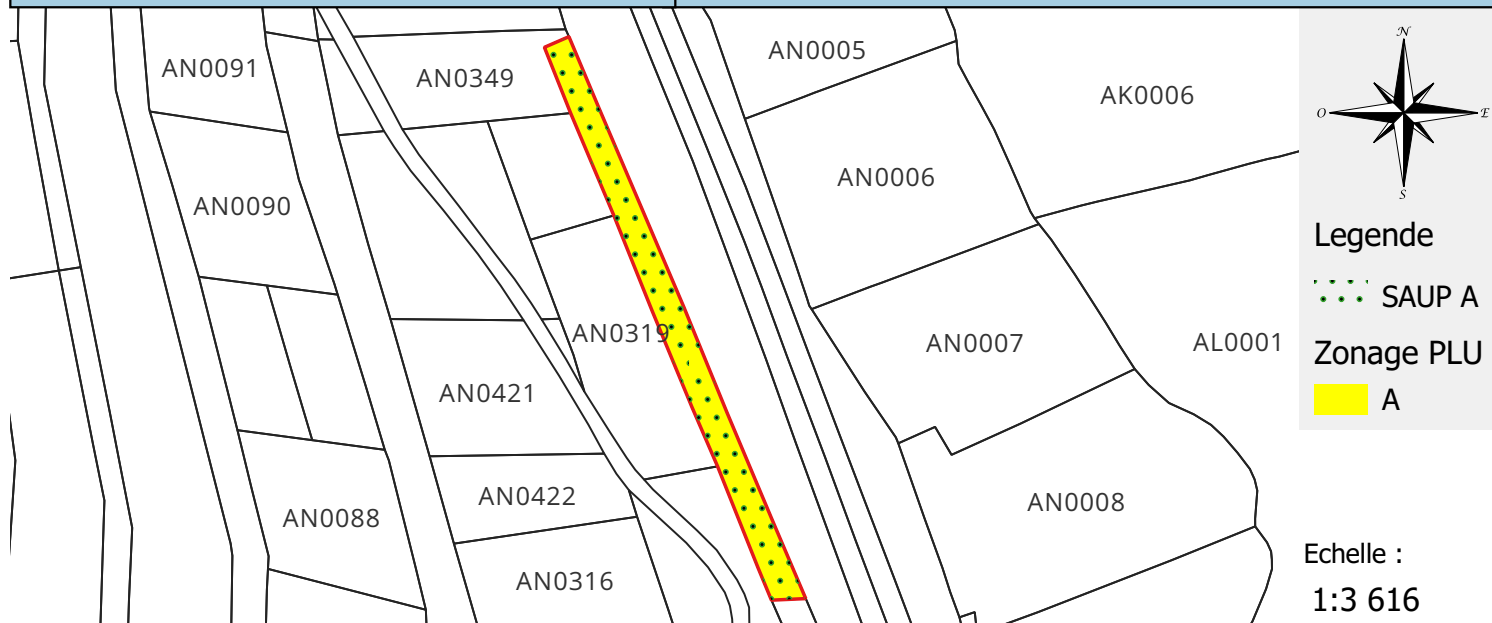 AN0091
AN0349
AN0005
AK0006
N
O
E
S
AN0090
AN0006
Legende
SAUP A
AN0319
AN0007
AL0001
Zonage PLU
A
AN0421
AN0422
AN0088
AN0008
AN0316
Echelle :
1:3 616